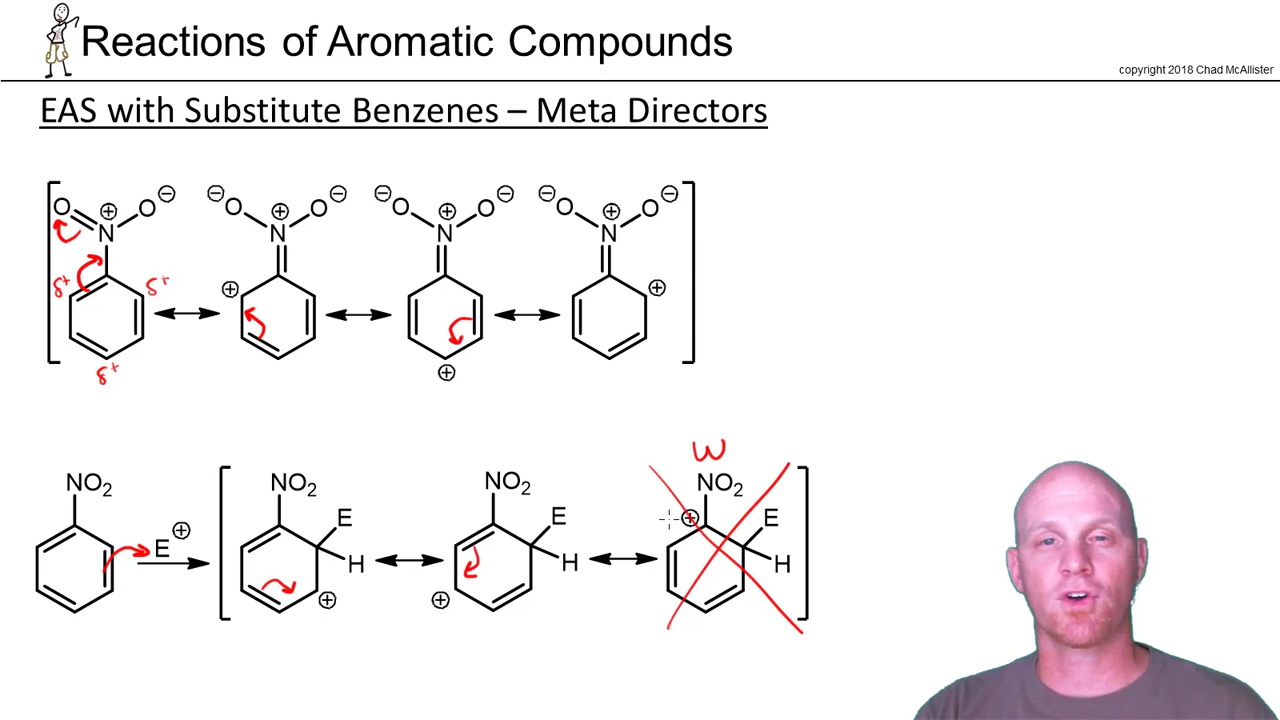 Reactions of Aromatic Compounds
copyright 2018 Chad McAllister
EAS with Substitute Benzenes – Meta Directors
O N⊕ O⊖ ⊖O N⊕ O⊖ ⊖O N⊕ O⊖ ⊖O N⊕ O⊖
δ+ δ+ ⊕ ⊕
δ+ ⊕
W
NO2 NO2 NO2 NO2
E⊕ E E ⊕ E
H H H
⊕ ⊕